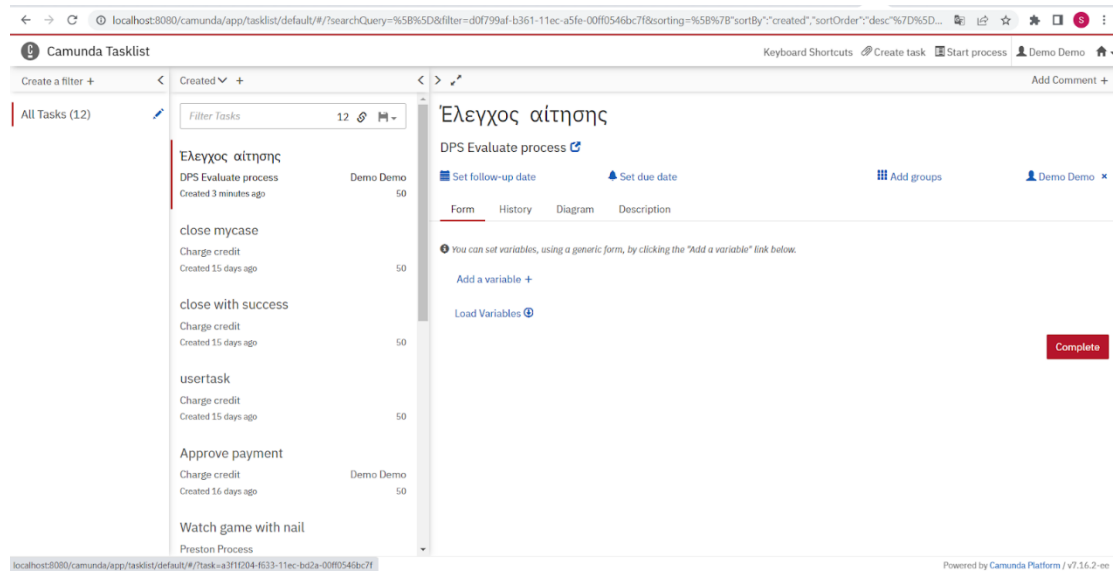 localhost:8080/camunda/app/tasklist/default/#/?searchQuery=%5B%5D&filter=d0f799af-b361-11ec-a5fe-00ff0546bc7f&sorting=%5B%7B"sortBy":"created","sortOrder":"desc"%7D%5D... S
Camunda Tasklist Keyboard Shortcuts Create task Start process Demo Demo
Create a filter + Created + Add Comment +
All Tasks (12)
Filter Tasks 12
Έλεγχος αίτησης
DPS Evaluate process Demo Demo
Created 3 minutes ago 50
close mycase
Charge credit
Created 15 days ago 50
close with success
Charge credit
Created 15 days ago 50
usertask
Charge credit
Created 15 days ago 50
Approve payment
Charge credit Demo Demo
Created 16 days ago 50
Watch game with nail
Preston Process
Έλεγχος αίτησης
DPS Evaluate process
Set follow-up date Set due date Add groups Demo Demo ×
Form History Diagram Description
You can set variables, using a generic form, by clicking the "Add a variable" link below.
Add a variable +
Load Variables
Complete
localhost:8080/camunda/app/tasklist/default/#/?task=a3f1f204-f633-11ec-bd2a-00ff0546bc7f Powered by Camunda Platform / v7.16.2-ee